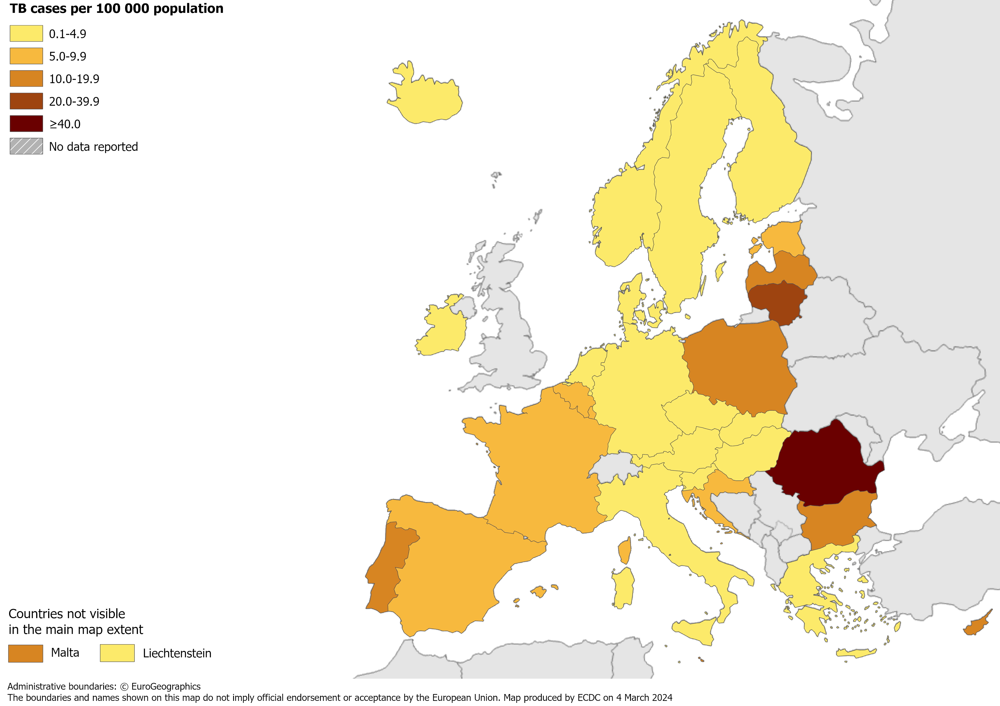 TB cases per 100 000 population
0.1-4.9
5.0-9.9
10.0-19.9
20.0-39.9
≥40.0
No data reported
Countries not visible
in the main map extent
Malta
Liechtenstein
Administrative boundaries: © EuroGeographics
The boundaries and names shown on this map do not imply official endorsement or acceptance by the European Union. Map produced by ECDC on 4 March 2024